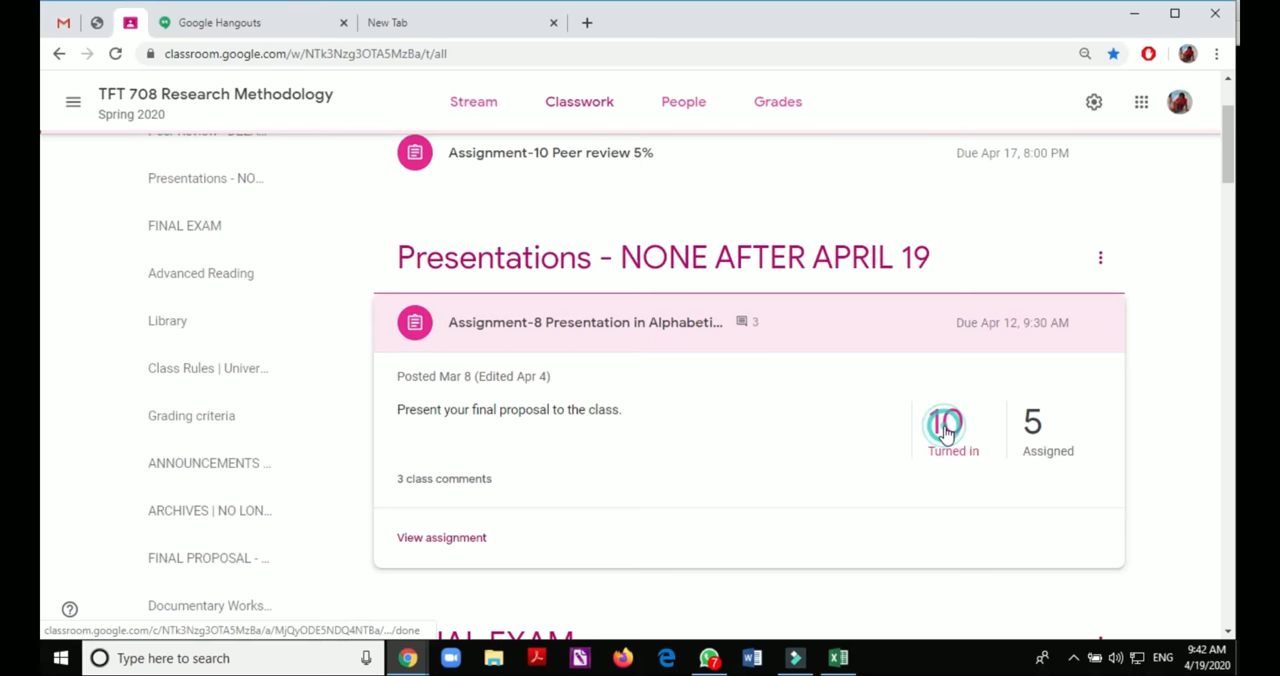 Google Hangouts
New Tab
classroom.google.com/w/NTk3Nzg3OTA5MzBa/t/all
TFT 708 Research Methodology
Spring 2020
Stream
Classwork
People
Grades
Presentations - NO...
FINAL EXAM
Advanced Reading
Library
Class Rules | Univer...
Grading criteria
ANNOUNCEMENTS ...
ARCHIVES | NO LON...
FINAL PROPOSAL - ...
Documentary Works...
Assignment-10 Peer review 5%
Due Apr 17, 8:00 PM
Presentations - NONE AFTER APRIL 19
Assignment-8 Presentation in Alphabeti...
3
Due Apr 12, 9:30 AM
Posted Mar 8 (Edited Apr 4)
Present your final proposal to the class.
10
Turned in
5
Assigned
3 class comments
View assignment
classroom.google.com/c/NTk3Nzg3OTA5MzBa/a/MjQyODE5NDQ4NTBa/.../done
Type here to search
7
ENG
9:42 AM
4/19/2020